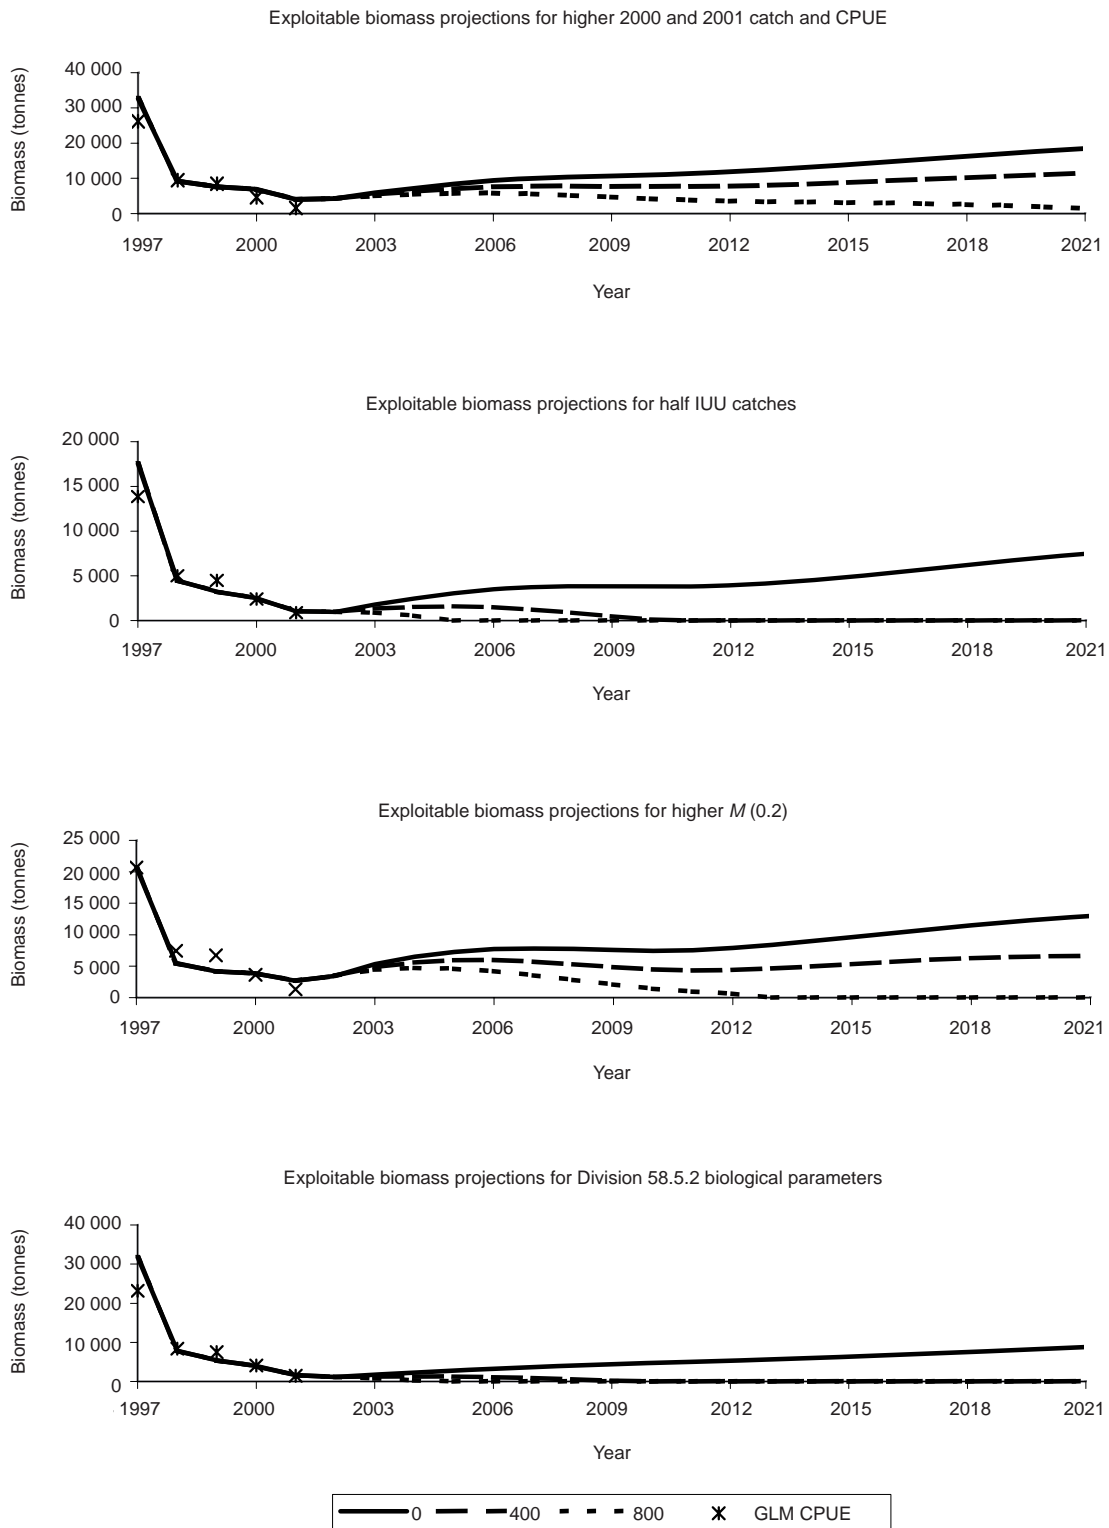 Exploitable biomass projections for higher 2000 and 2001 catch and CPUE
Biomass (tonnes)
40 000
30 000
20 000
10 000
0
1997 2000 2003 2006 2009 2012 2015 2018 2021
Year
Exploitable biomass projections for half IUU catches
Biomass (tonnes)
20 000
15 000
10 000
5 000
0
1997 2000 2003 2006 2009 2012 2015 2018 2021
Year
Exploitable biomass projections for higher M (0.2)
Biomass (tonnes)
25 000
20 000
15 000
10 000
5 000
0
1997 2000 2003 2006 2009 2012 2015 2018 2021
Year
Exploitable biomass projections for Division 58.5.2 biological parameters
Biomass (tonnes)
40 000
30 000
20 000
10 000
0
1997 2000 2003 2006 2009 2012 2015 2018 2021
Year
0 400 800 GLM CPUE